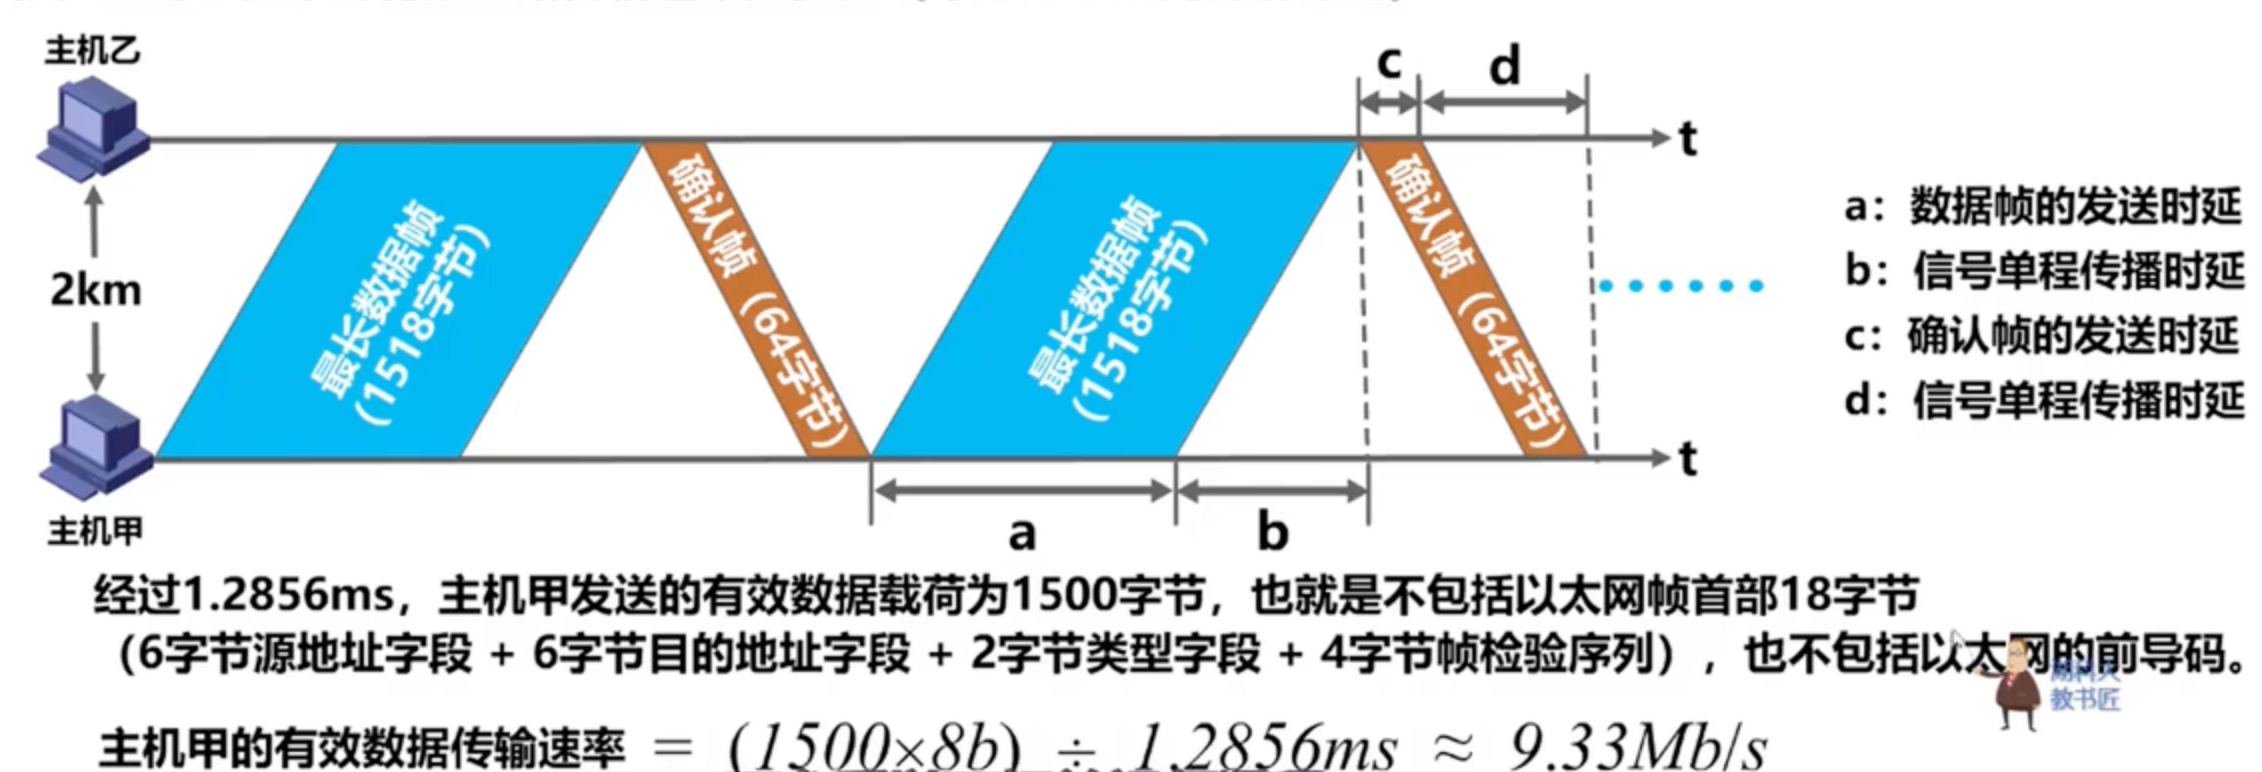 主机乙
c
d
t
最长数据帧
(1518字节)
确认帧（64字节）
最长数据帧
(1518字节)
确认帧（64字节）
2km
a：数据帧的发送时延
b：信号单程传播时延
c：确认帧的发送时延
d：信号单程传播时延
t
主机甲
a
b
经过1.2856ms，主机甲发送的有效数据载荷为1500字节，也就是不包括以太网帧首部18字节
（6字节源地址字段 + 6字节目的地址字段 + 2字节类型字段 + 4字节帧检验序列），也不包括以太网的前导码。
教书匠
主机甲的有效数据传输速率 = (1500×8b) ÷ 1.2856ms ≈ 9.33Mb/s